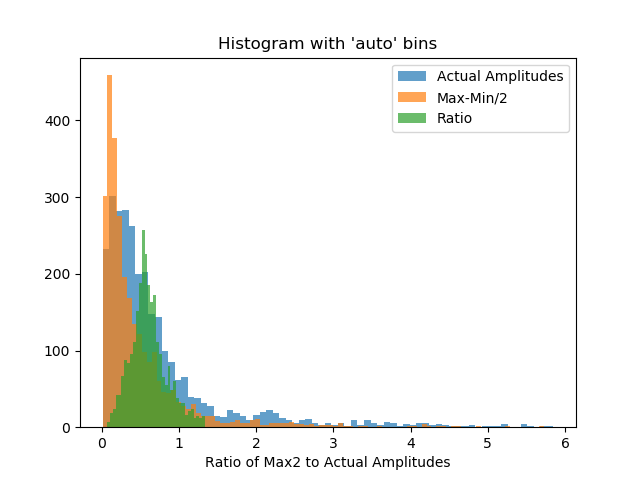 Histogram with 'auto' bins
Actual Amplitudes
Max-Min/2
Ratio
400
300
200
100
0
0 1 2 3 4 5 6
Ratio of Max2 to Actual Amplitudes